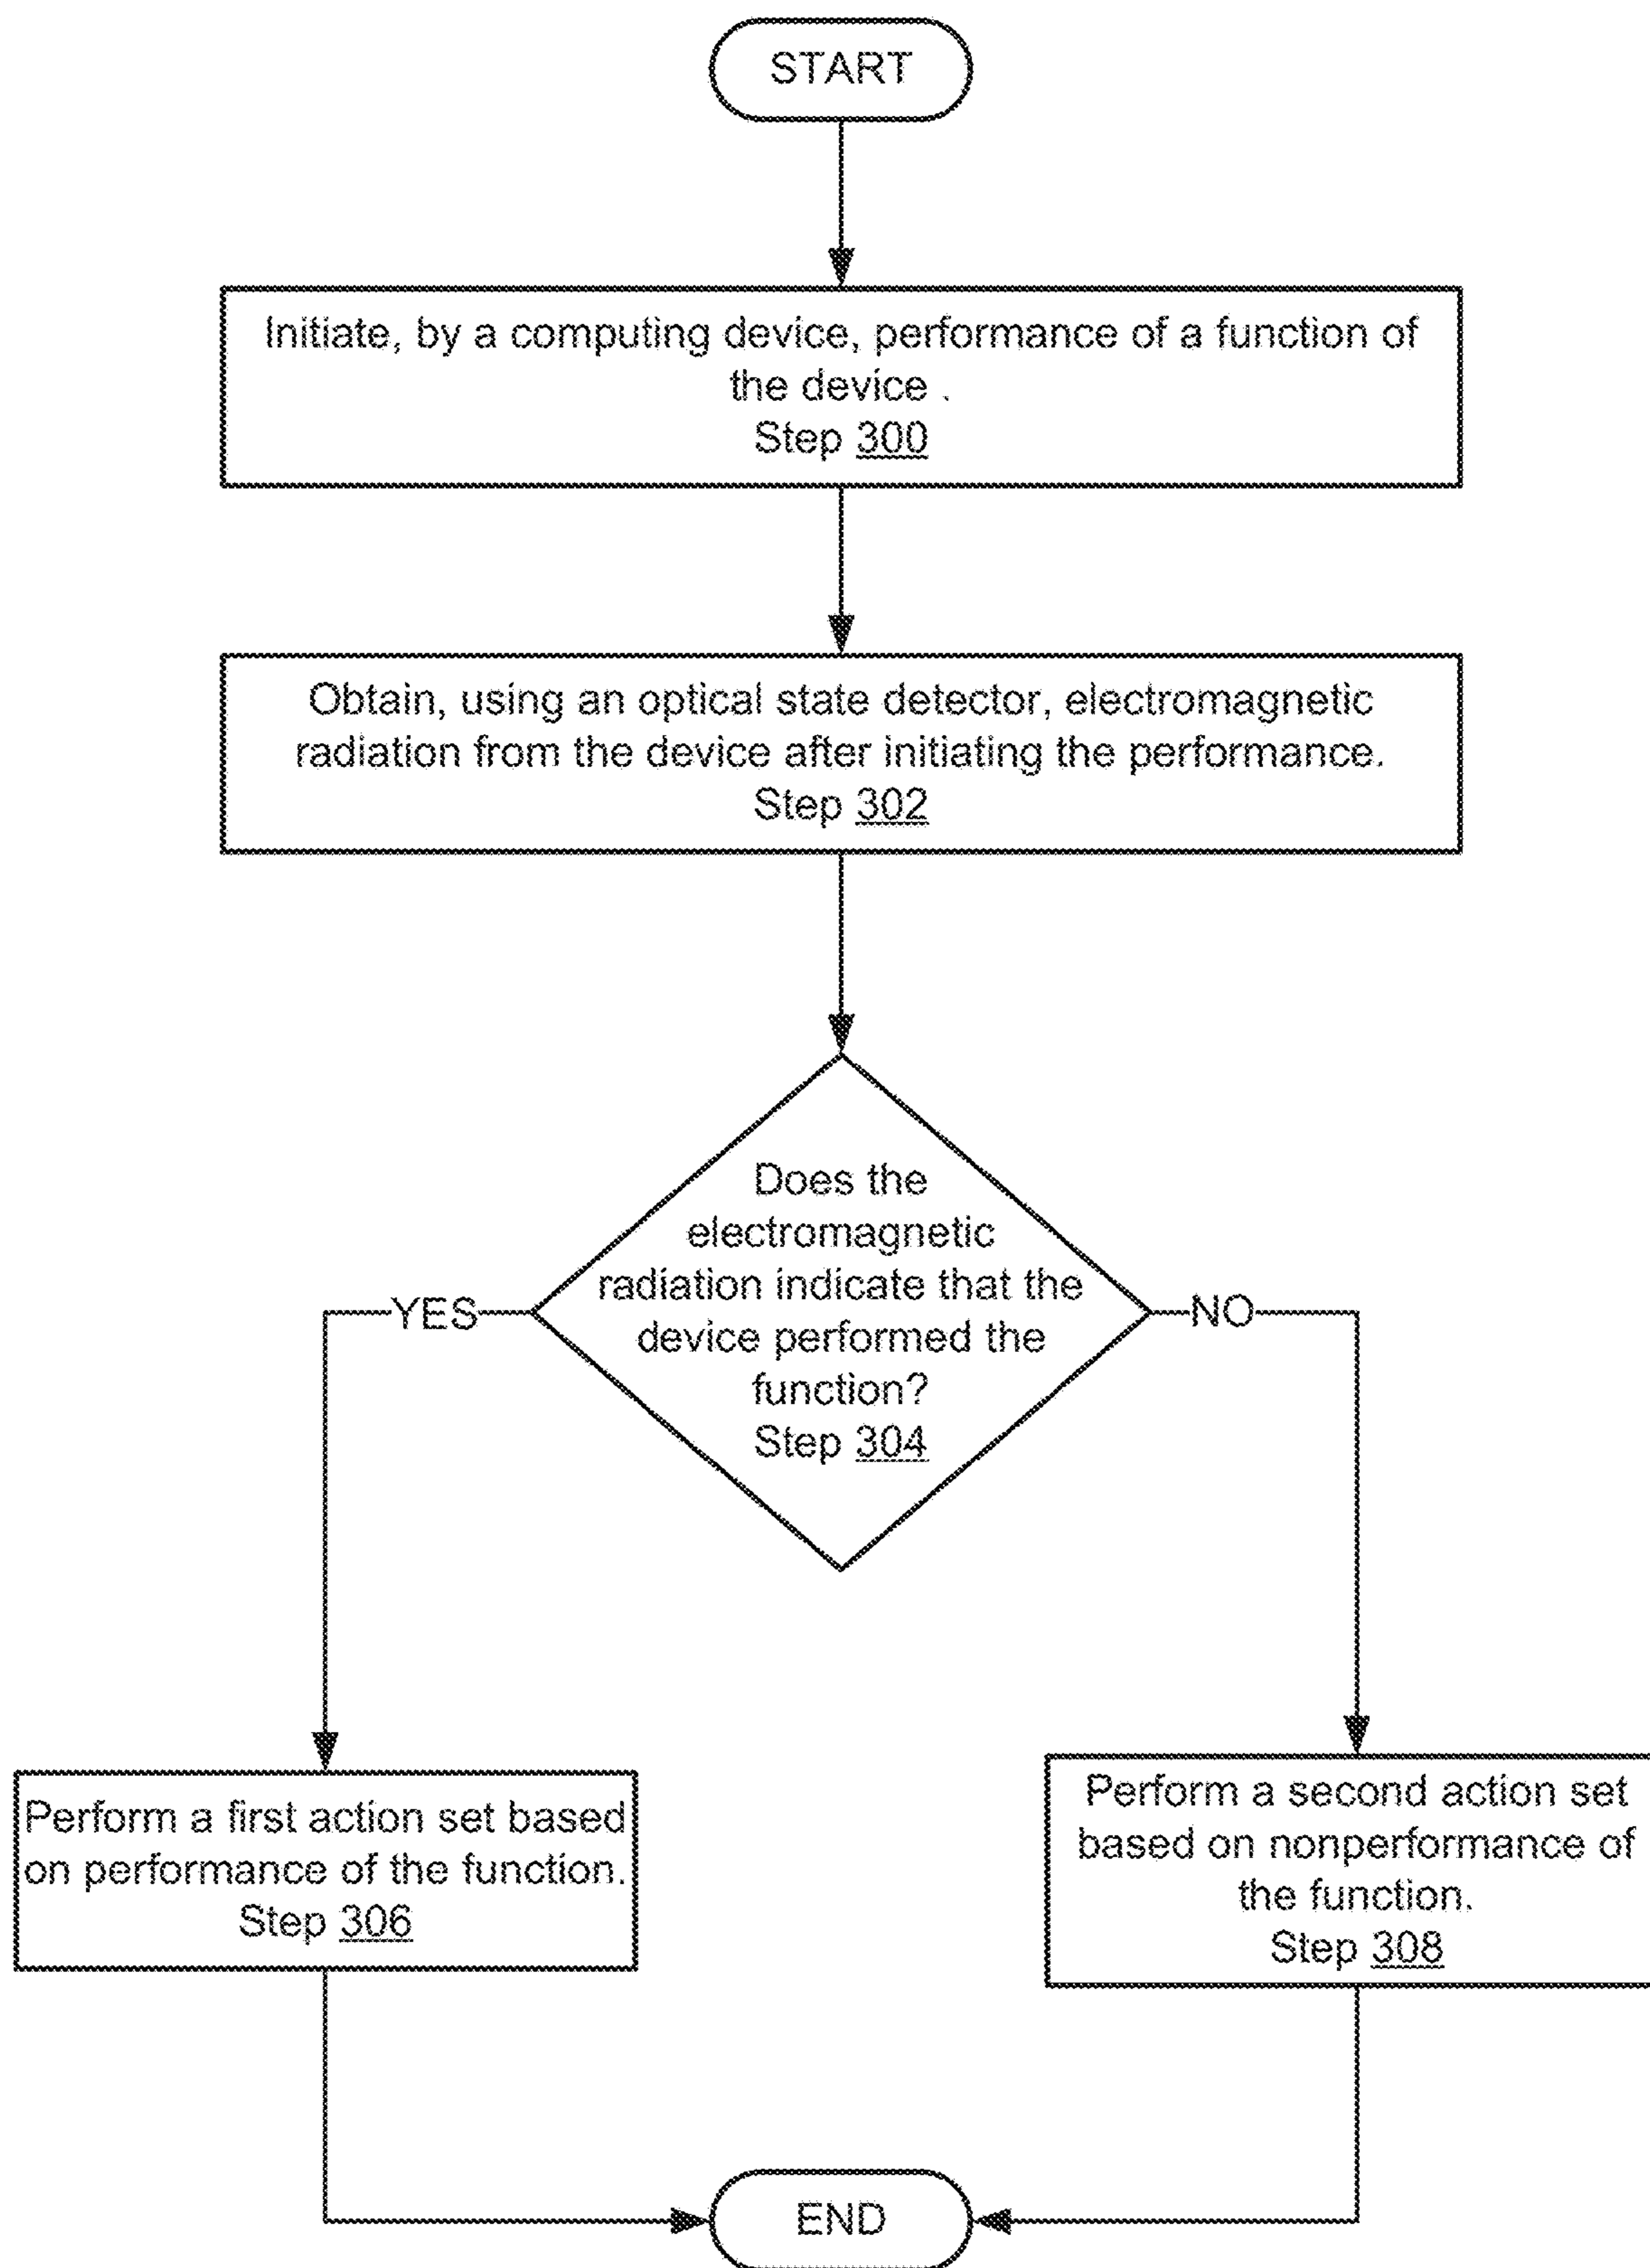 START
Initiate, by a computing device, performance of a function of
the device .
Step 300
Obtain, using an optical state detector, electromagnetic
radiation from the device after initiating the performance.
Step 302
Does the
electromagnetic
radiation indicate that the
device performed the
function?
Step 304
YES
NO
Perform a first action set based
on performance of the function.
Step 306
Perform a second action set
based on nonperformance of
the function.
Step 308
END